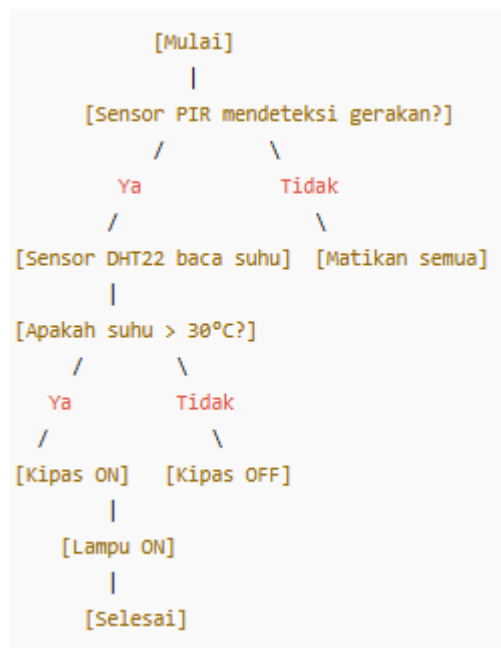 [Mulai]
|
[Sensor PIR mendeteksi gerakan?]
/ \
Ya Tidak
/ \
[Sensor DHT22 baca suhu] [Matikan semua]
|
[Apakah suhu > 30°C?]
/ \
Ya Tidak
/ \
[Kipas ON] [Kipas OFF]
|
[Lampu ON]
|
[Selesai]